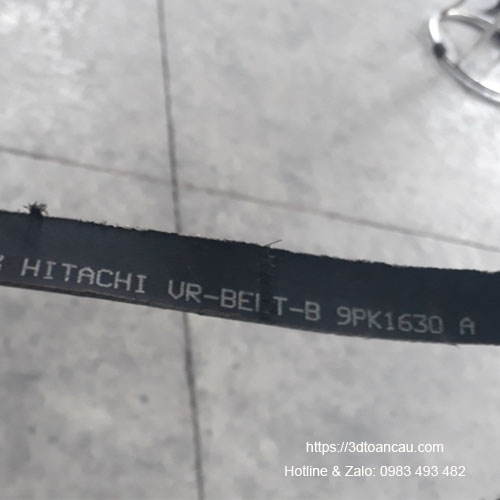 HITACHI VR-BELT-B 9PK1630 A
https://3dtoancau.com
Hotline & Zalo: 0983 493 482